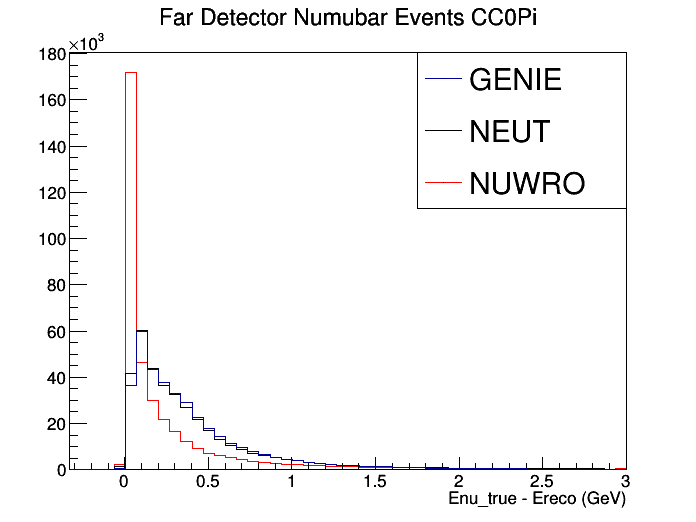 Far Detector Numubar Events CC0Pi
×10³
180
160
140
120
100
80
60
40
20
0
GENIE
NEUT
NUWRO
0 0.5 1 1.5 2 2.5 3
Enu_true - Ereco (GeV)